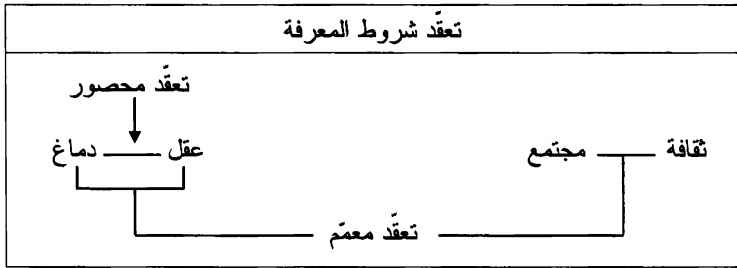 تعقّد شروط المعرفة
تعقّد محصور
ثقافة مجتمع عقل دماغ
تعقّد معمّم